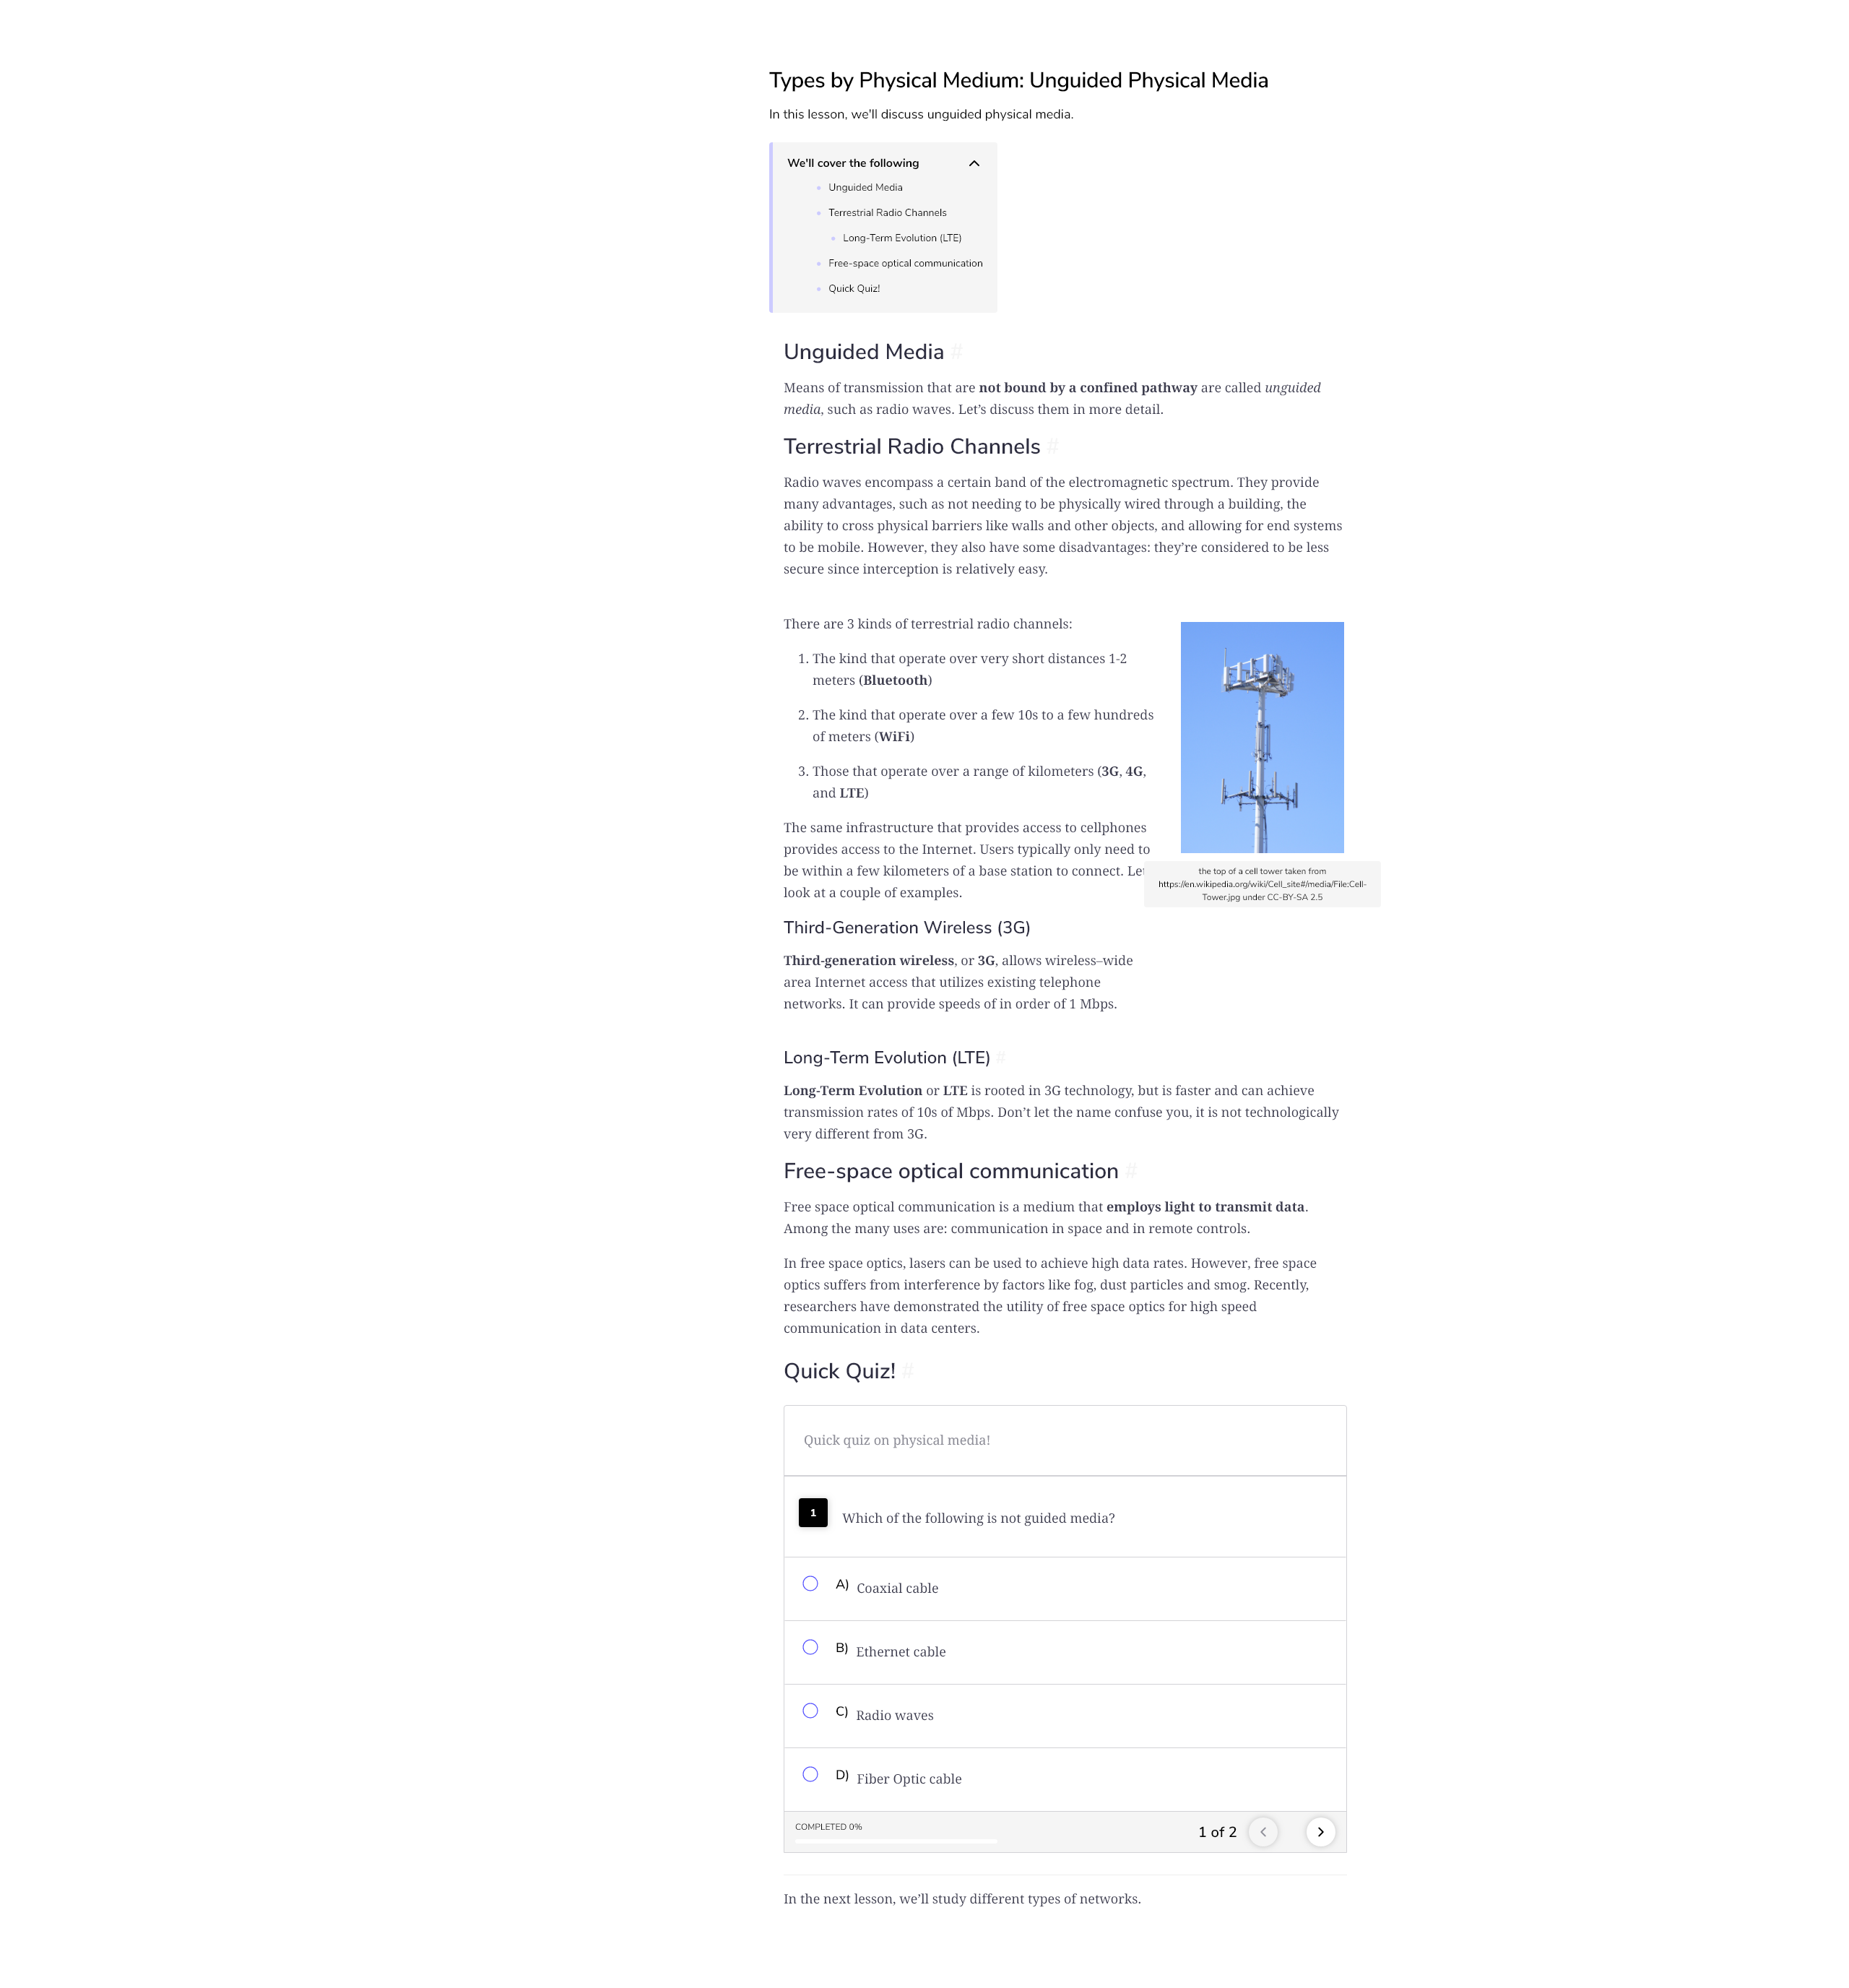 Types by Physical Medium: Unguided Physical Media
In this lesson, we'll discuss unguided physical media.
We'll cover the following
Unguided Media
Terrestrial Radio Channels
Long-Term Evolution (LTE)
Free-space optical communication
Quick Quiz!
Unguided Media #
Means of transmission that are not bound by a confined pathway are called unguided
media, such as radio waves. Let’s discuss them in more detail.
Terrestrial Radio Channels #
Radio waves encompass a certain band of the electromagnetic spectrum. They provide
many advantages, such as not needing to be physically wired through a building, the
ability to cross physical barriers like walls and other objects, and allowing for end systems
to be mobile. However, they also have some disadvantages: they’re considered to be less
secure since interception is relatively easy.
There are 3 kinds of terrestrial radio channels:
1. The kind that operate over very short distances 1-2
meters (Bluetooth)
2. The kind that operate over a few 10s to a few hundreds
of meters (WiFi)
3. Those that operate over a range of kilometers (3G, 4G,
and LTE)
The same infrastructure that provides access to cellphones
provides access to the Internet. Users typically only need to
be within a few kilometers of a base station to connect.
look at a couple of examples.
the top of a cell tower taken from
https://en.wikipedia.org/wiki/Cell_site#/media/File:Cell-
Tower.jpg under CC-BY-SA 2.5
Third-Generation Wireless (3G)
Third-generation wireless, or 3G, allows wireless–wide
area Internet access that utilizes existing telephone
networks. It can provide speeds of in order of 1 Mbps.
Long-Term Evolution (LTE) #
Long-Term Evolution or LTE is rooted in 3G technology, but is faster and can achieve
transmission rates of 10s of Mbps. Don’t let the name confuse you, it is not technologically
very different from 3G.
Free-space optical communication #
Free space optical communication is a medium that employs light to transmit data.
Among the many uses are: communication in space and in remote controls.
In free space optics, lasers can be used to achieve high data rates. However, free space
optics suffers from interference by factors like fog, dust particles and smog. Recently,
researchers have demonstrated the utility of free space optics for high speed
communication in data centers.
Quick Quiz! #
Quick quiz on physical media!
1 Which of the following is not guided media?
A) Coaxial cable
B) Ethernet cable
C) Radio waves
D) Fiber Optic cable
COMPLETED 0%
1 of 2
In the next lesson, we’ll study different types of networks.